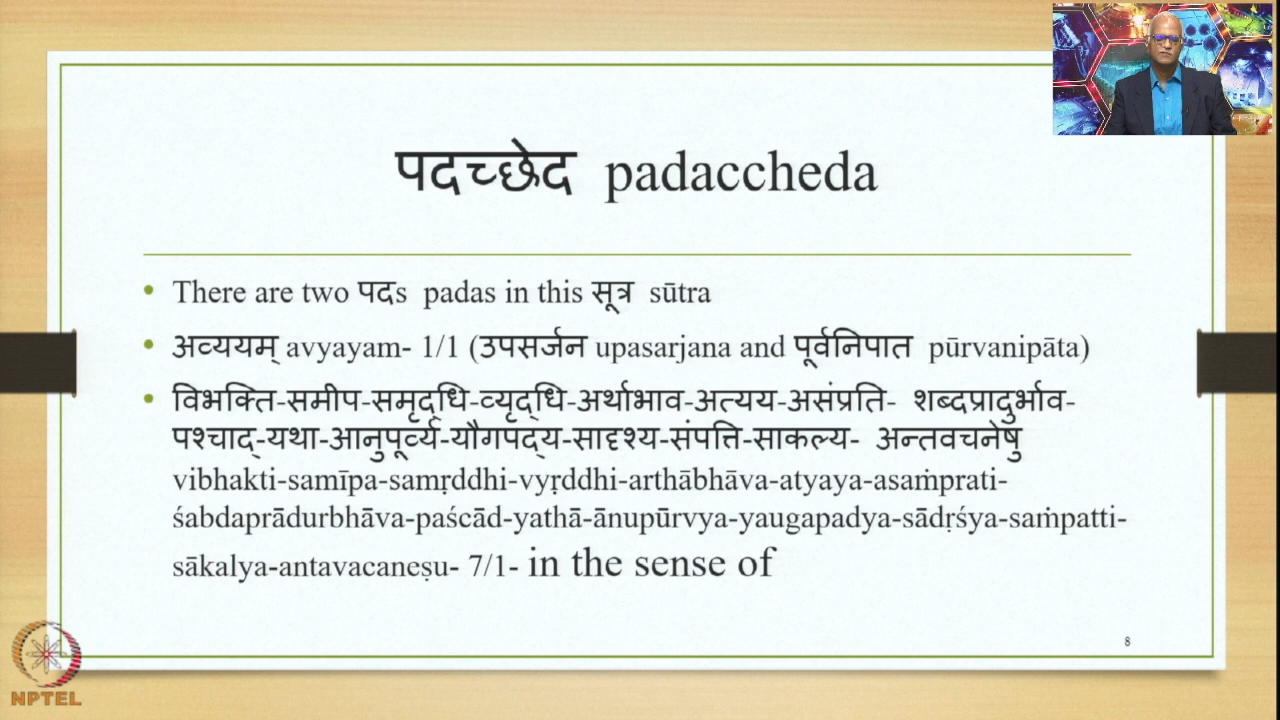 पदच्छेद padaccheda
• There are two पदs padas in this सूत्र sūtra
• अव्ययम् avyayam- 1/1 (उपसर्जन upasarjana and पूर्वनिपात pūrvanipāta)
• विभक्ति-समीप-समृद्धि-व्यृद्धि-अर्थाभाव-अत्यय-असंप्रति- शब्दप्रादुर्भाव-
पश्चाद्-यथा-आनुपूर्व्य-यौगपद्य-सादृश्य-संपत्ति-साकल्य- अन्तवचनेषु
vibhakti-samīpa-samṛddhi-vyṛddhi-arthābhāva-atyaya-asaṁprati-
śabdaprādurbhāva-paścād-yathā-ānupūrvya-yaugapadya-sādṛśya-saṁpatti-
sākalya-antavacaneṣu- 7/1- in the sense of
8
NPTEL